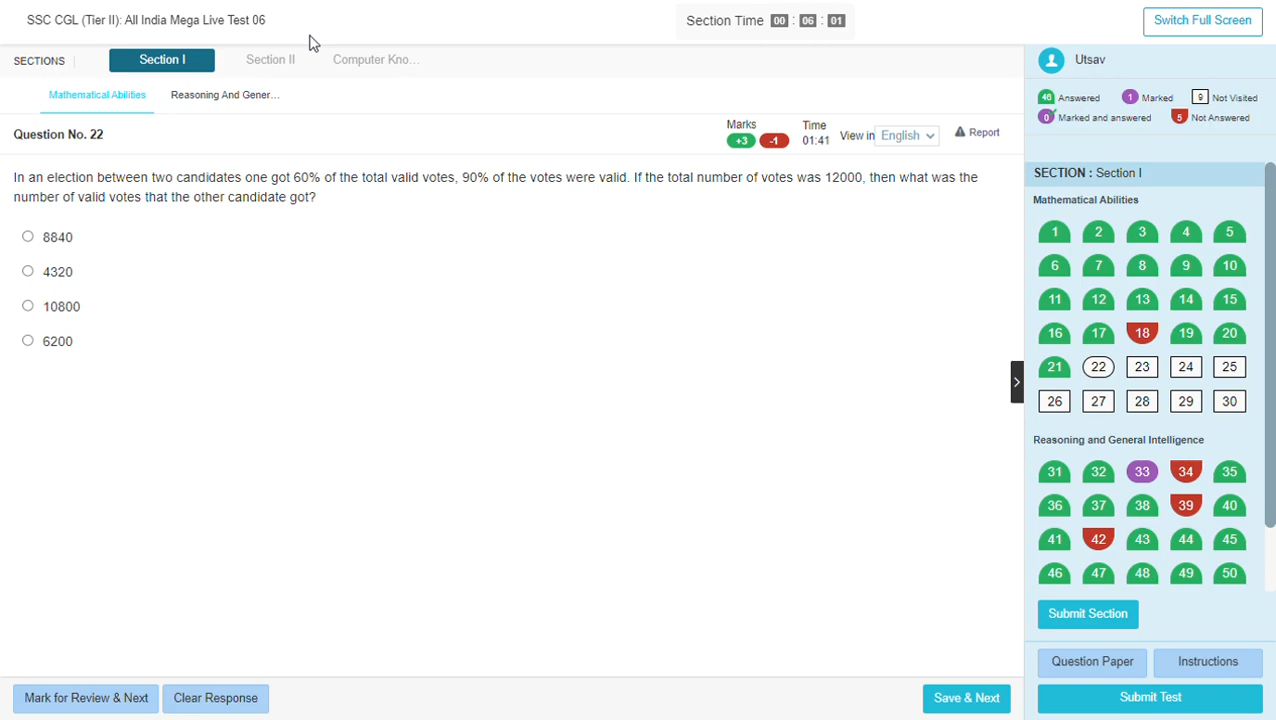 SSC CGL (Tier II): All India Mega Live Test 06
Section Time 00 : 06 : 01
Switch Full Screen
SECTIONS
Section I
Section II
Computer Kno...
Utsav
Mathematical Abilities
Reasoning And Gener...
46 Answered
1 Marked
9 Not Visited
0 Marked and answered
5 Not Answered
Question No. 22
Marks
+3 -1
Time
01:41
View in English
Report
In an election between two candidates one got 60% of the total valid votes, 90% of the votes were valid. If the total number of votes was 12000, then what was the
number of valid votes that the other candidate got?
8840
4320
10800
6200
SECTION : Section I
Mathematical Abilities
1 2 3 4 5
6 7 8 9 10
11 12 13 14 15
16 17 18 19 20
21 22 23 24 25
26 27 28 29 30
Reasoning and General Intelligence
31 32 33 34 35
36 37 38 39 40
41 42 43 44 45
46 47 48 49 50
Submit Section
Question Paper
Instructions
Submit Test
Mark for Review & Next
Clear Response
Save & Next